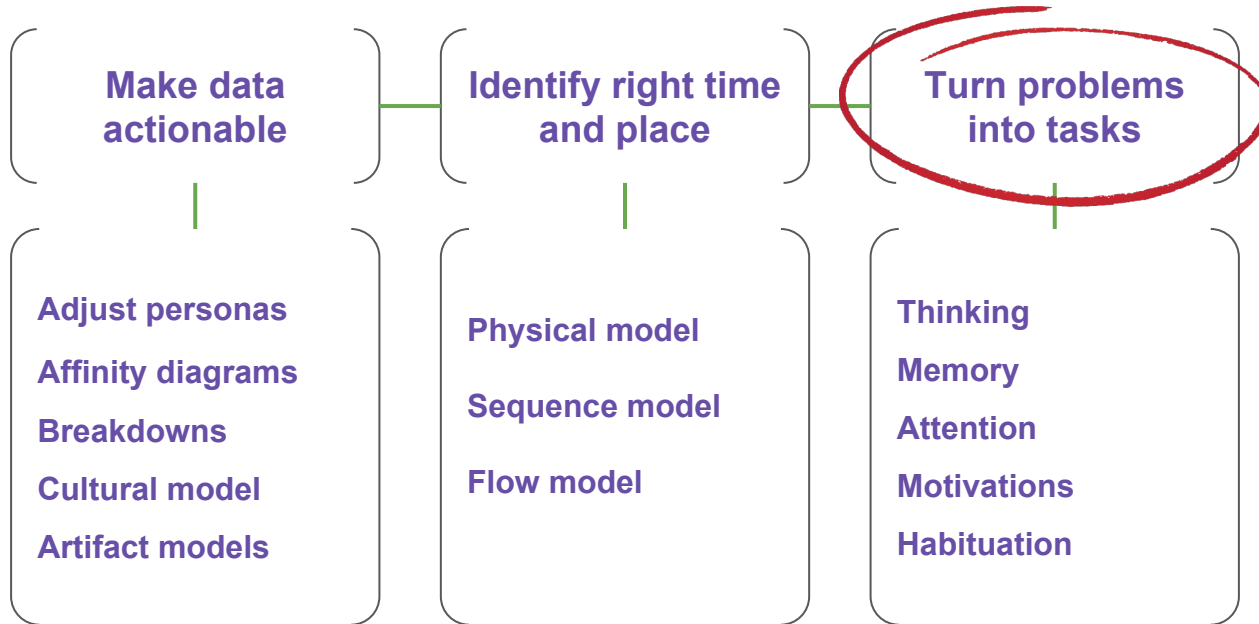 Make data
actionable
Identify right time
and place
Turn problems
into tasks
Adjust personas
Affinity diagrams
Breakdowns
Cultural model
Artifact models
Physical model
Sequence model
Flow model
Thinking
Memory
Attention
Motivations
Habituation